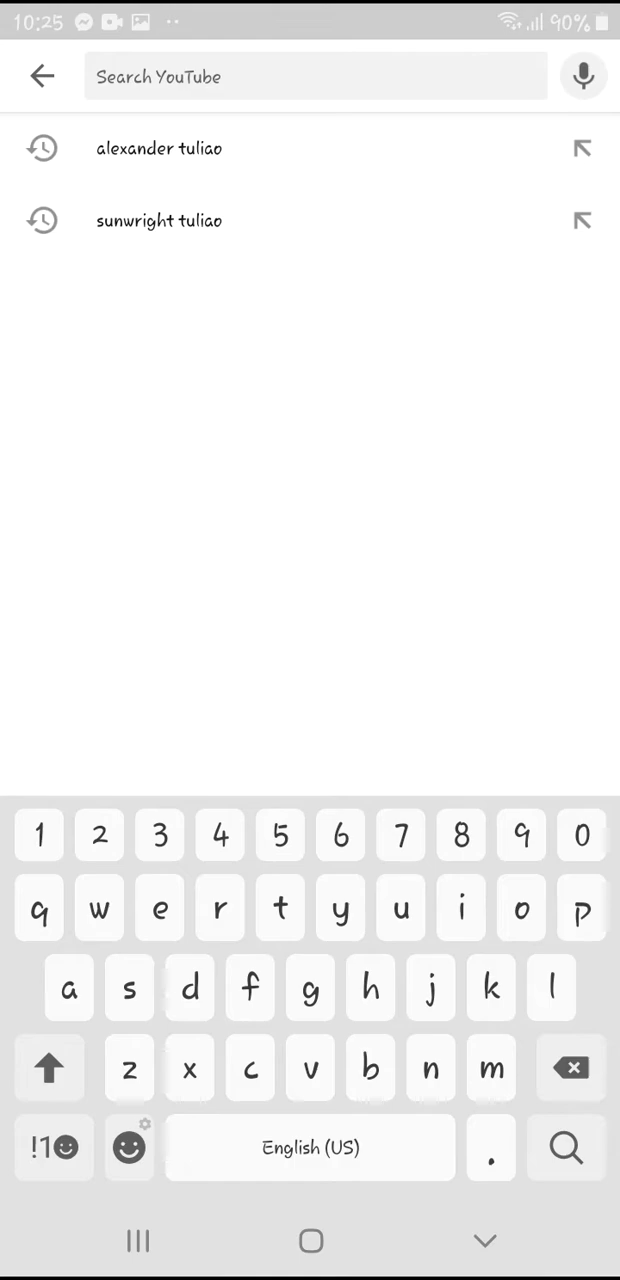 10:25 90%
Search YouTube
alexander tuliao
sunwright tuliao
1 2 3 4 5 6 7 8 9 0
q w e r t y u i o p
a s d f g h j k l
z x c v b n m
!1 English (US) .